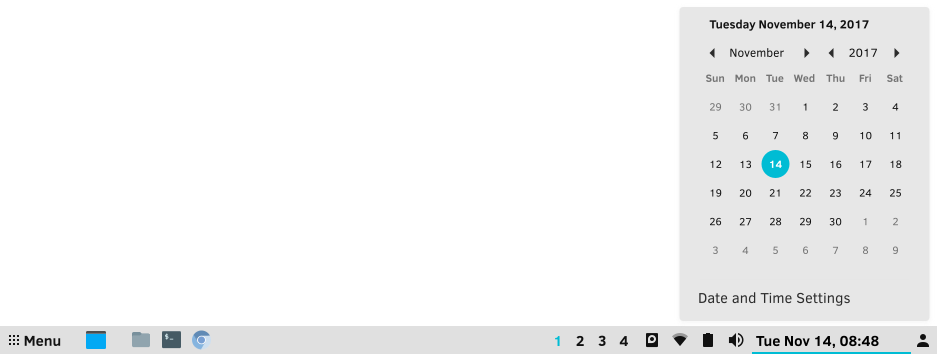 Tuesday November 14, 2017
November 2017
Sun Mon Tue Wed Thu Fri Sat
29 30 31 1 2 3 4
5 6 7 8 9 10 11
12 13 14 15 16 17 18
19 20 21 22 23 24 25
26 27 28 29 30 1 2
3 4 5 6 7 8 9
Date and Time Settings
Menu $_ 1 2 3 4 Tue Nov 14, 08:48